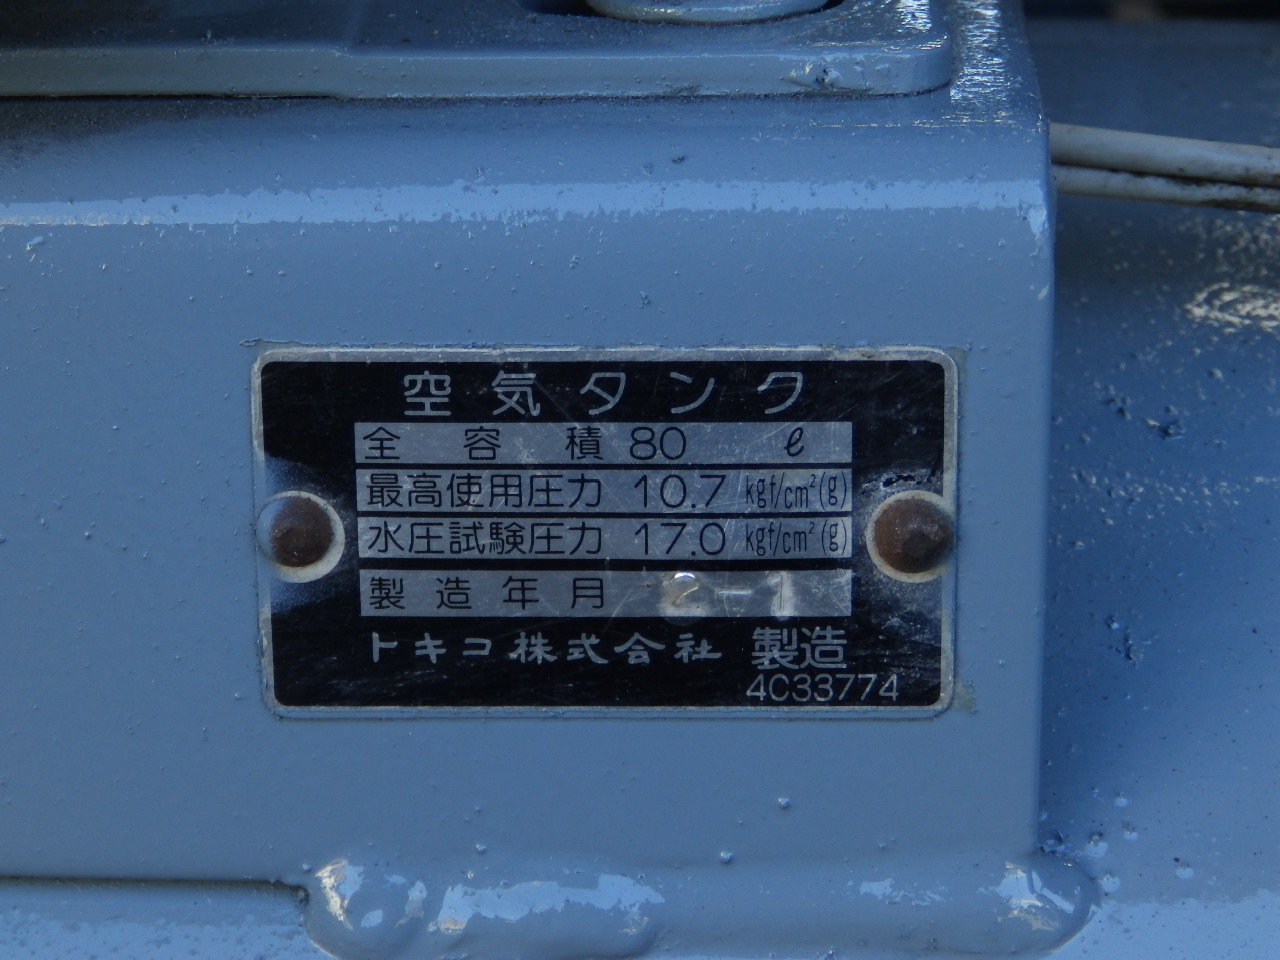 空気タンク
全容積 80 ℓ
最高使用圧力 10.7 kgf/cm²(g)
水圧試験圧力 17.0 kgf/cm²(g)
製造年月 2-1
トキコ株式会社 製造
4C33774